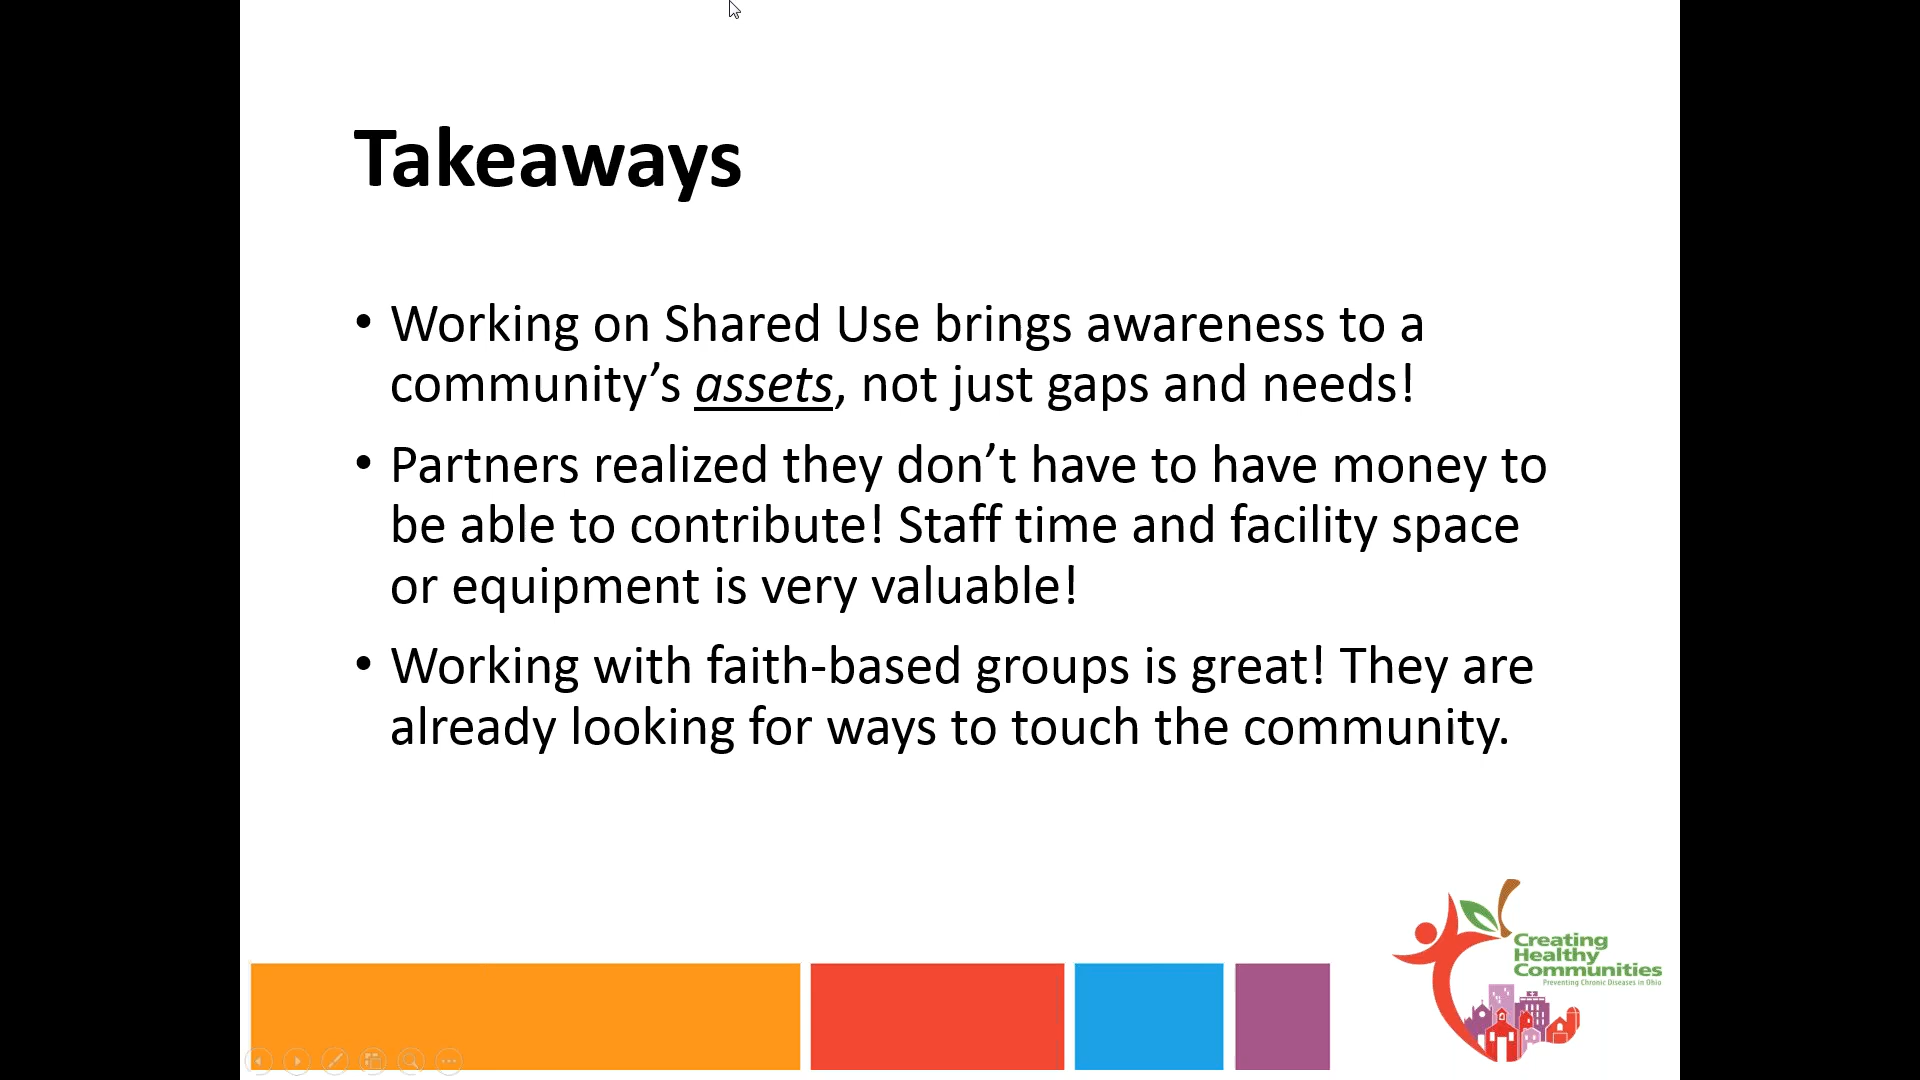 Takeaways
• Working on Shared Use brings awareness to a
community’s assets, not just gaps and needs!
• Partners realized they don’t have to have money to
be able to contribute! Staff time and facility space
or equipment is very valuable!
• Working with faith-based groups is great! They are
already looking for ways to touch the community.
Creating
Healthy
Communities
Preventing Chronic Diseases in Ohio